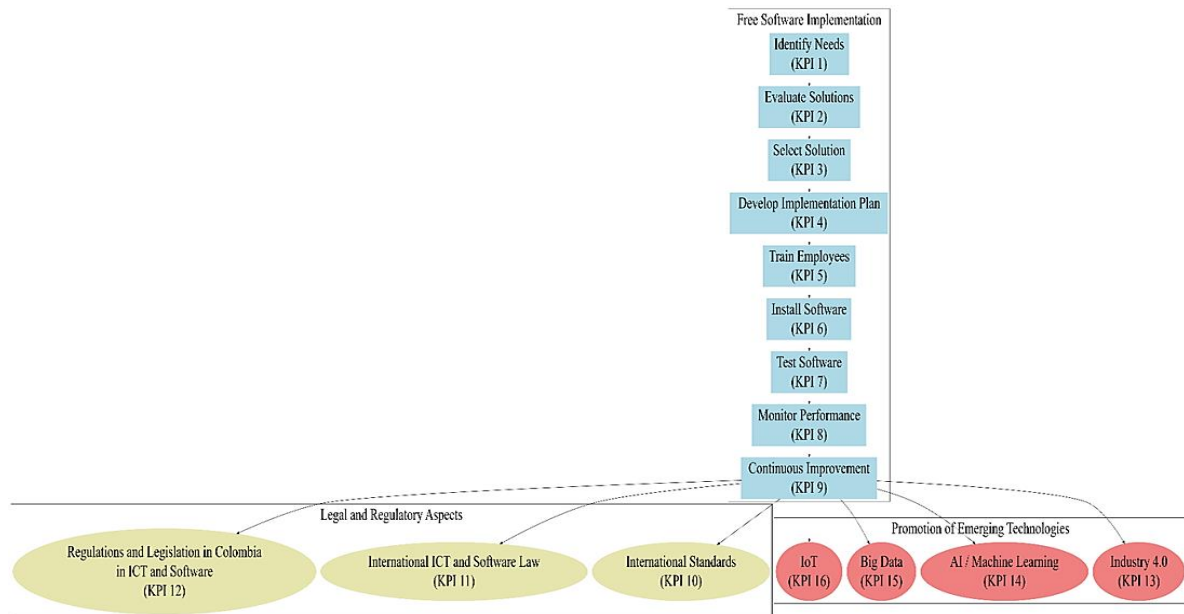 Free Software Implementation
Identify Needs
(KPI 1)
Evaluate Solutions
(KPI 2)
Select Solution
(KPI 3)
Develop Implementation Plan
(KPI 4)
Train Employees
(KPI 5)
Install Software
(KPI 6)
Test Software
(KPI 7)
Monitor Performance
(KPI 8)
Continuous Improvement
(KPI 9)
Legal and Regulatory Aspects
Regulations and Legislation in Colombia
in ICT and Software
(KPI 12)
International ICT and Software Law
(KPI 11)
International Standards
(KPI 10)
Promotion of Emerging Technologies
IoT
(KPI 16)
Big Data
(KPI 15)
AI / Machine Learning
(KPI 14)
Industry 4.0
(KPI 13)